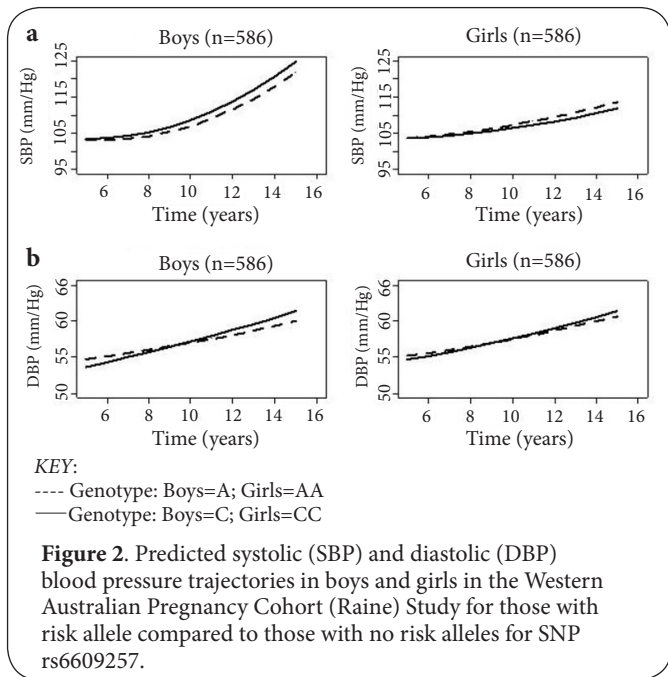 a
Boys (n=586)
Girls (n=586)
SBP (mm/Hg)
125
115
105
95
6 8 10 12 14 16
Time (years)
SBP (mm/Hg)
125
115
105
95
6 8 10 12 14 16
Time (years)
b
Boys (n=586)
Girls (n=586)
DBP (mm/Hg)
66
60
55
50
6 8 10 12 14 16
Time (years)
DBP (mm/Hg)
66
60
55
50
6 8 10 12 14 16
Time (years)
KEY:
---- Genotype: Boys=A; Girls=AA
—— Genotype: Boys=C; Girls=CC
Figure 2. Predicted systolic (SBP) and diastolic (DBP)
blood pressure trajectories in boys and girls in the Western
Australian Pregnancy Cohort (Raine) Study for those with
risk allele compared to those with no risk alleles for SNP
rs6609257.